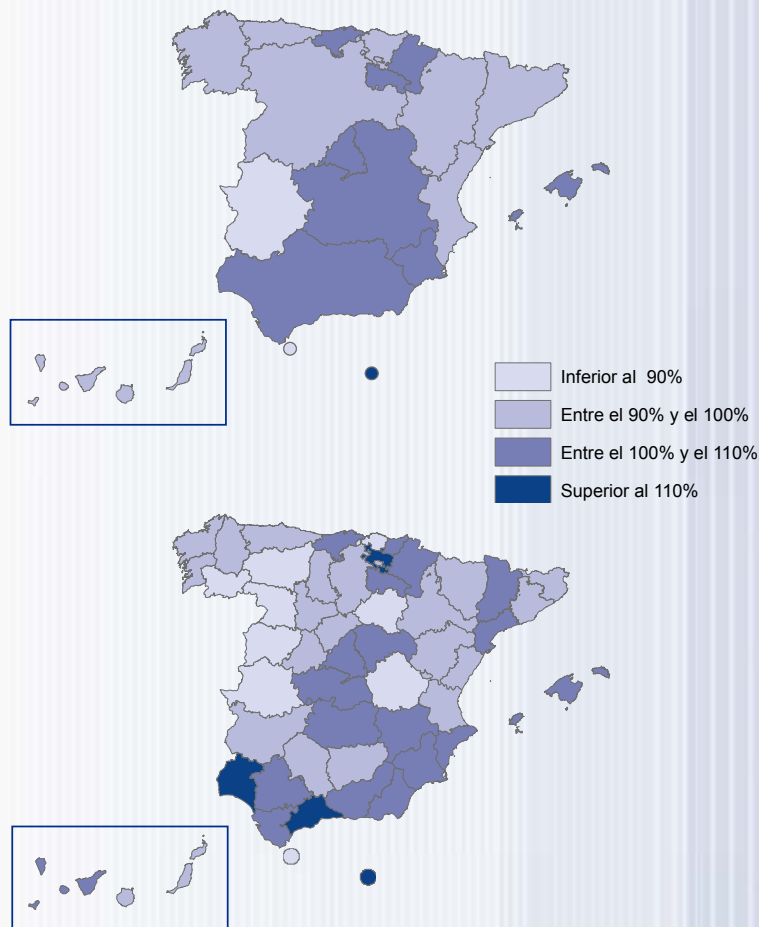 Inferior al 90%
Entre el 90% y el 100%
Entre el 100% y el 110%
Superior al 110%